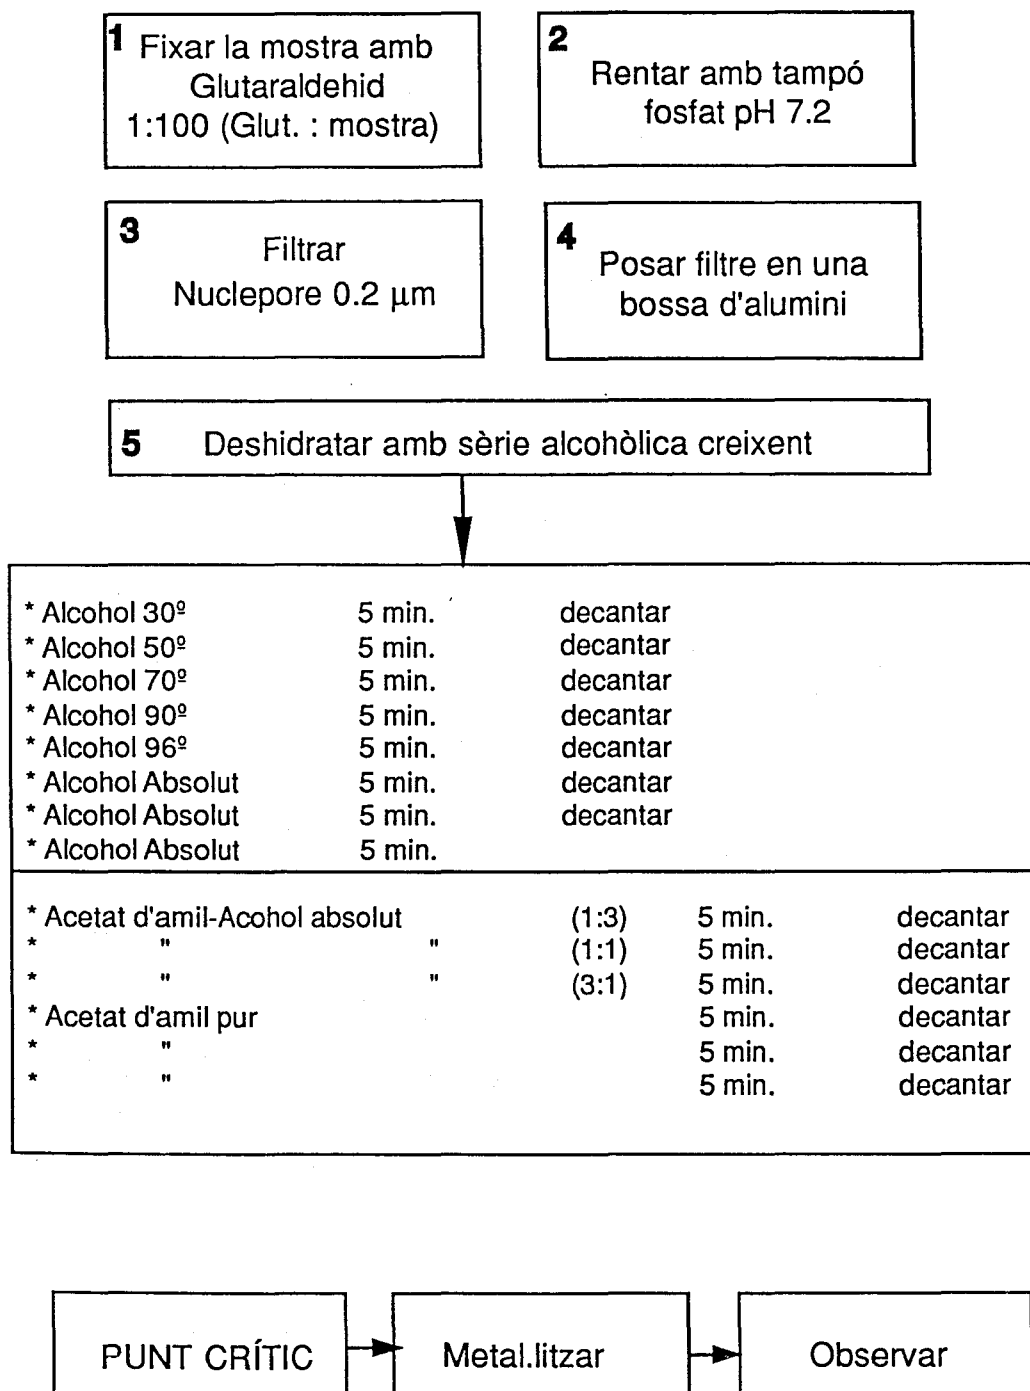 1 Fixar la mostra amb
Glutaraldehid
1:100 (Glut. : mostra)
2
Rentar amb tampó
fosfat pH 7.2
3
Filtrar
Nuclepore 0.2 µm
4
Posar filtre en una
bossa d'alumini
5 Deshidratar amb sèrie alcohòlica creixent
* Alcohol 30º 5 min. decantar
* Alcohol 50º 5 min. decantar
* Alcohol 70º 5 min. decantar
* Alcohol 90º 5 min. decantar
* Alcohol 96º 5 min. decantar
* Alcohol Absolut 5 min. decantar
* Alcohol Absolut 5 min. decantar
* Alcohol Absolut 5 min.
* Acetat d'amil-Acohol absolut (1:3) 5 min. decantar
* " " (1:1) 5 min. decantar
* " " (3:1) 5 min. decantar
* Acetat d'amil pur 5 min. decantar
* " 5 min. decantar
* " 5 min. decantar
PUNT CRÍTIC Metal.litzar Observar